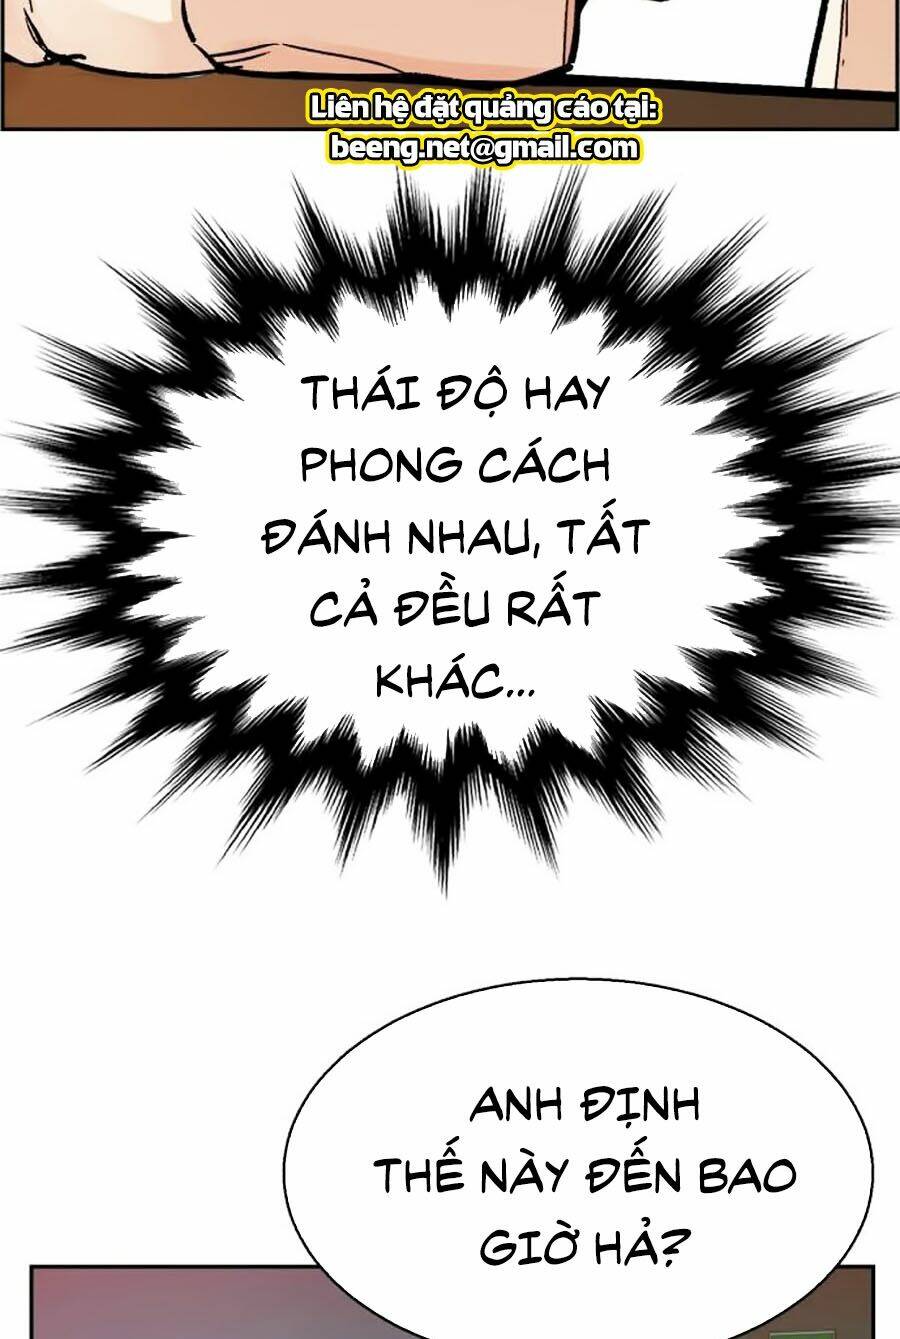 Liên hệ đặt quảng cáo tại:
beeng.net@gmail.com
THÁI ĐỘ HAY
PHONG CÁCH
ĐÁNH NHAU, TẤT
CẢ ĐỀU RẤT
KHÁC...
ANH ĐỊNH
THẾ NÀY ĐẾN BAO
GIỜ HẢ?